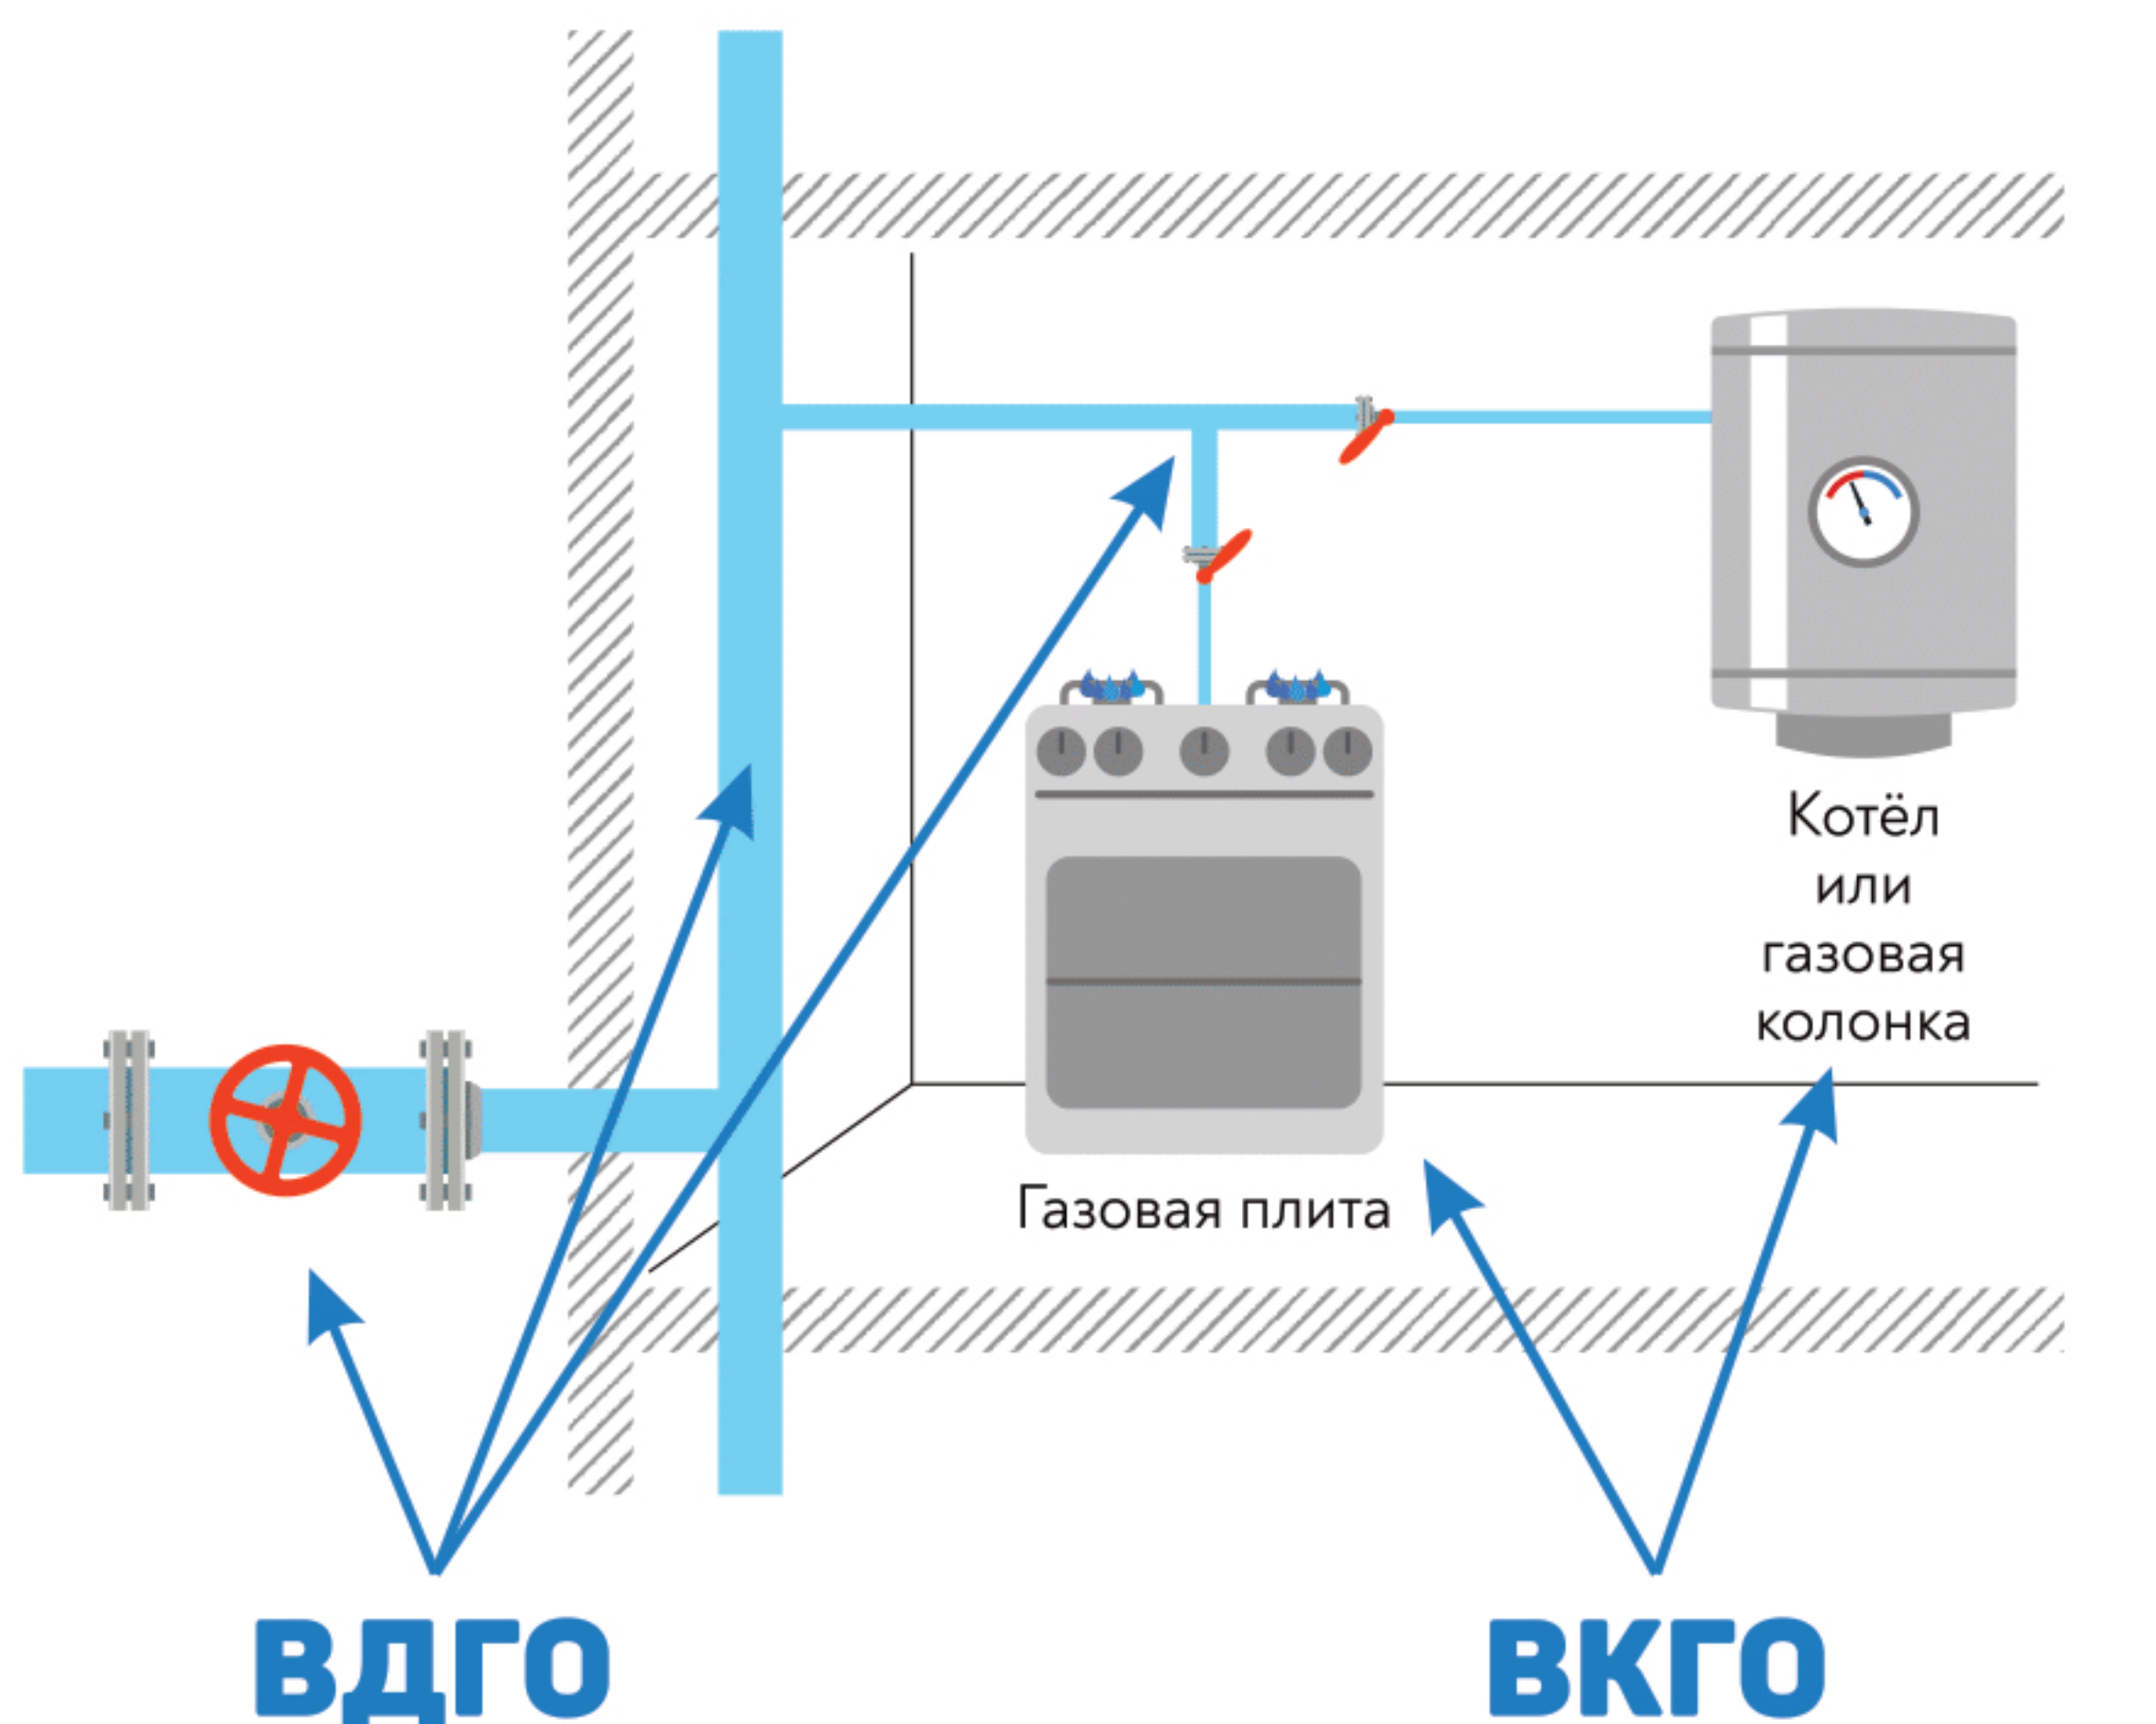 Котёл
или
газовая
колонка
Газовая плита
ВДГО
ВКГО